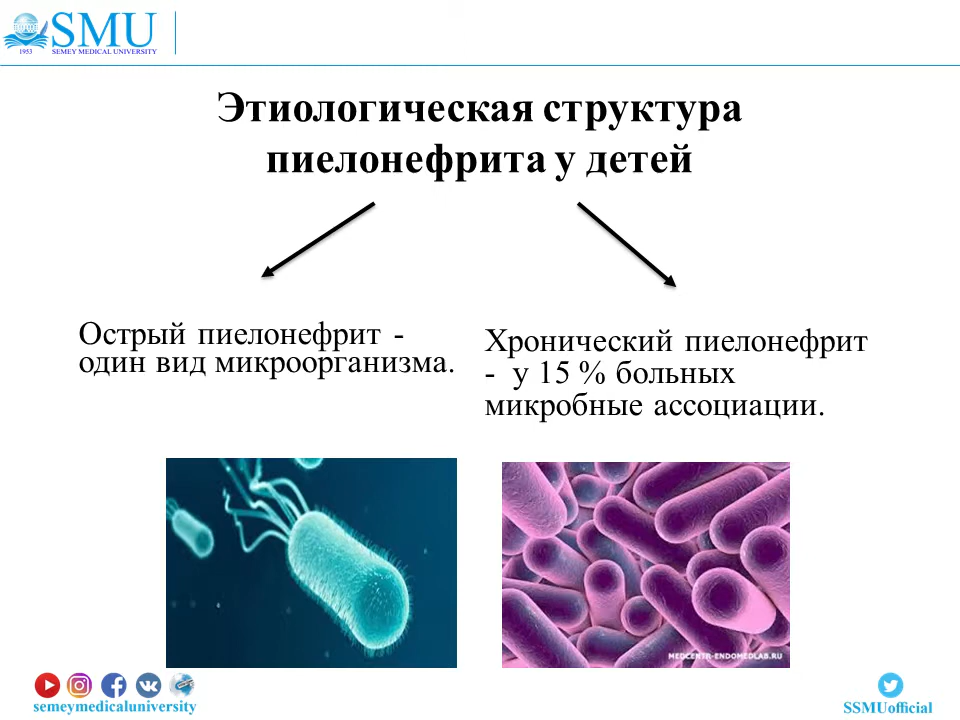 SMU
1953 SEMEY MEDICAL UNIVERSITY
Этиологическая структура
пиелонефрита у детей
Острый пиелонефрит -
один вид микроорганизма.
Хронический пиелонефрит
- у 15 % больных
микробные ассоциации.
MEDCENTR-ENDOMEDLAB.RU
semeymedicaluniversity
SSMUofficial